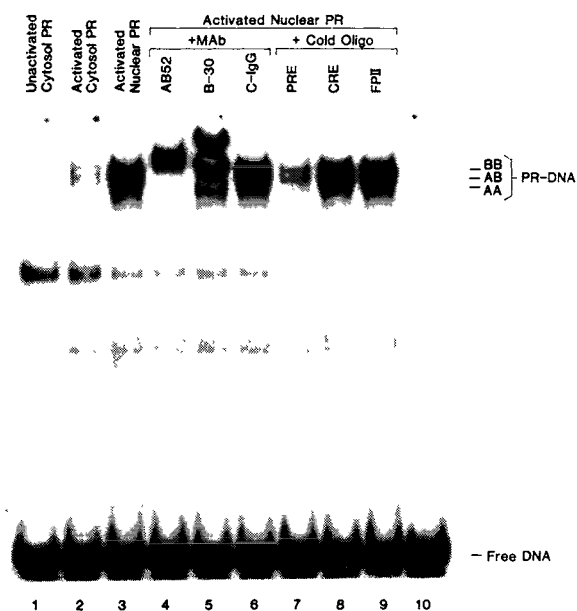 Activated Nuclear PR
+MAb
+ Cold Oligo
Unactivated
Cytosol PR
Activated
Cytosol PR
Activated
Nuclear PR
AB52
B-30
C-IgG
PRE
CRE
FPII
BB
AB
AA
PR-DNA
Free DNA
1 2 3 4 5 6 7 8 9 10